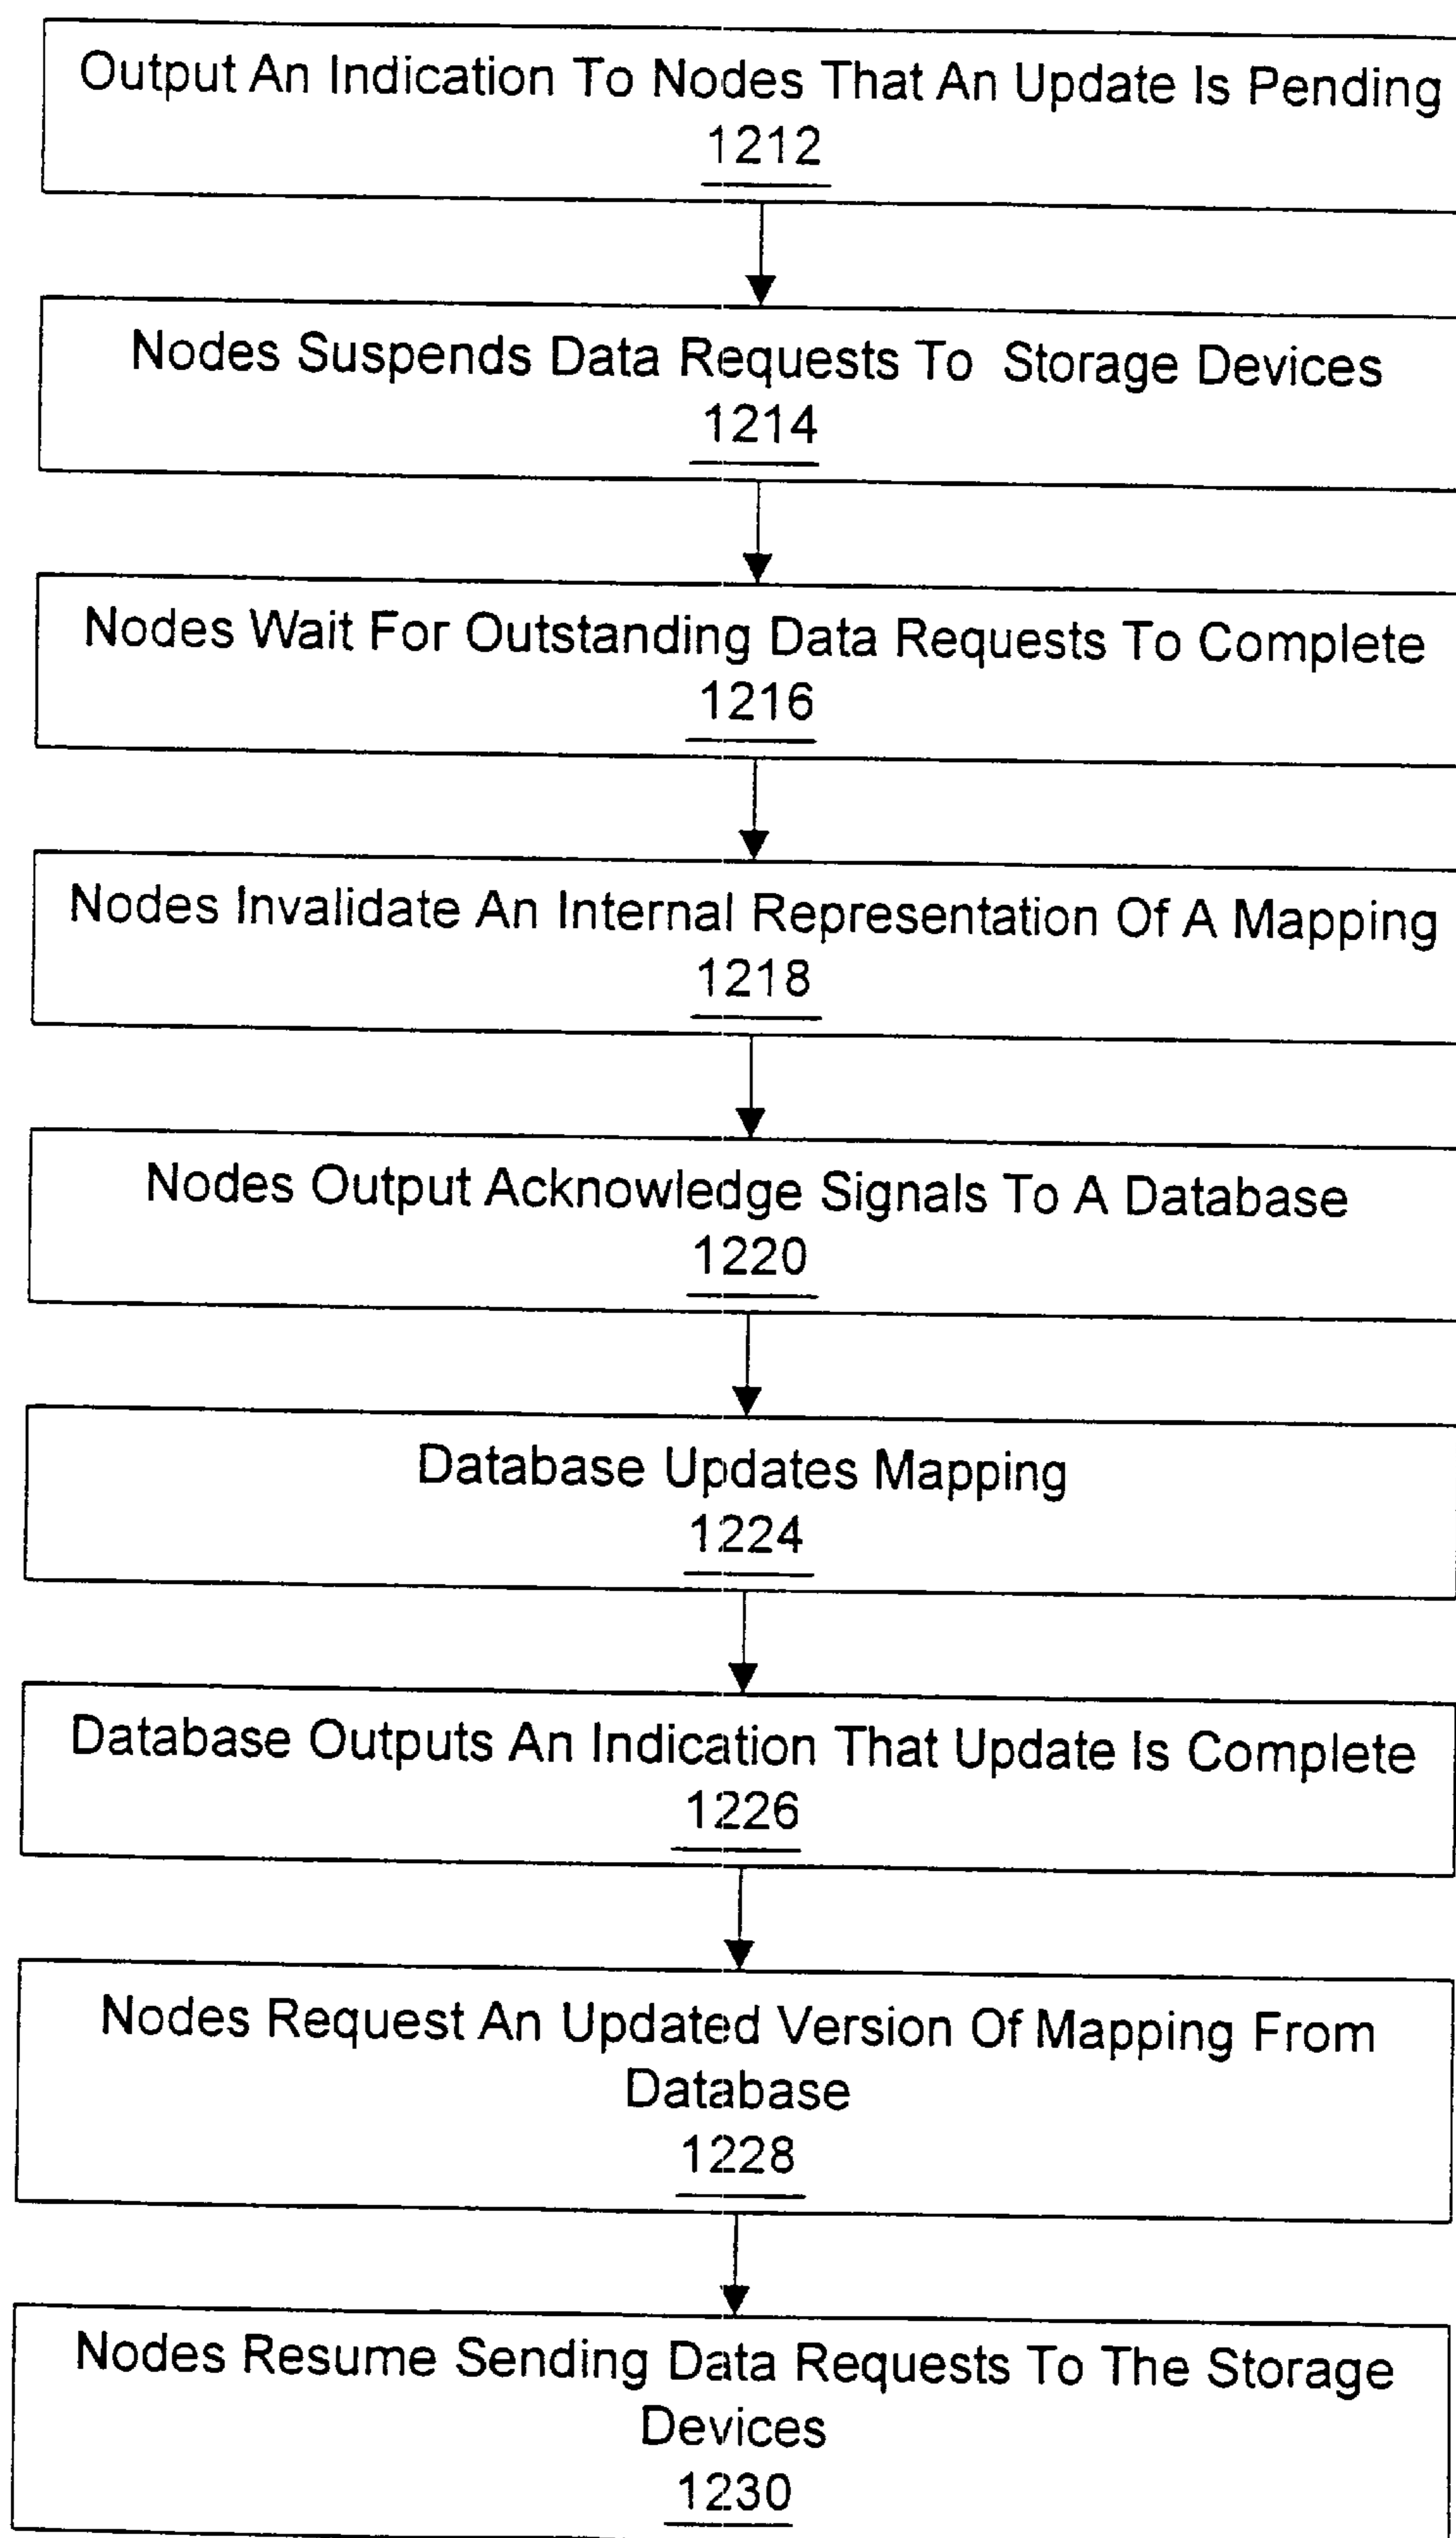 Output An Indication To Nodes That An Update Is Pending
1212
Nodes Suspends Data Requests To Storage Devices
1214
Nodes Wait For Outstanding Data Requests To Complete
1216
Nodes Invalidate An Internal Representation Of A Mapping
1218
Nodes Output Acknowledge Signals To A Database
1220
Database Updates Mapping
1224
Database Outputs An Indication That Update Is Complete
1226
Nodes Request An Updated Version Of Mapping From
Database
1228
Nodes Resume Sending Data Requests To The Storage
Devices
1230